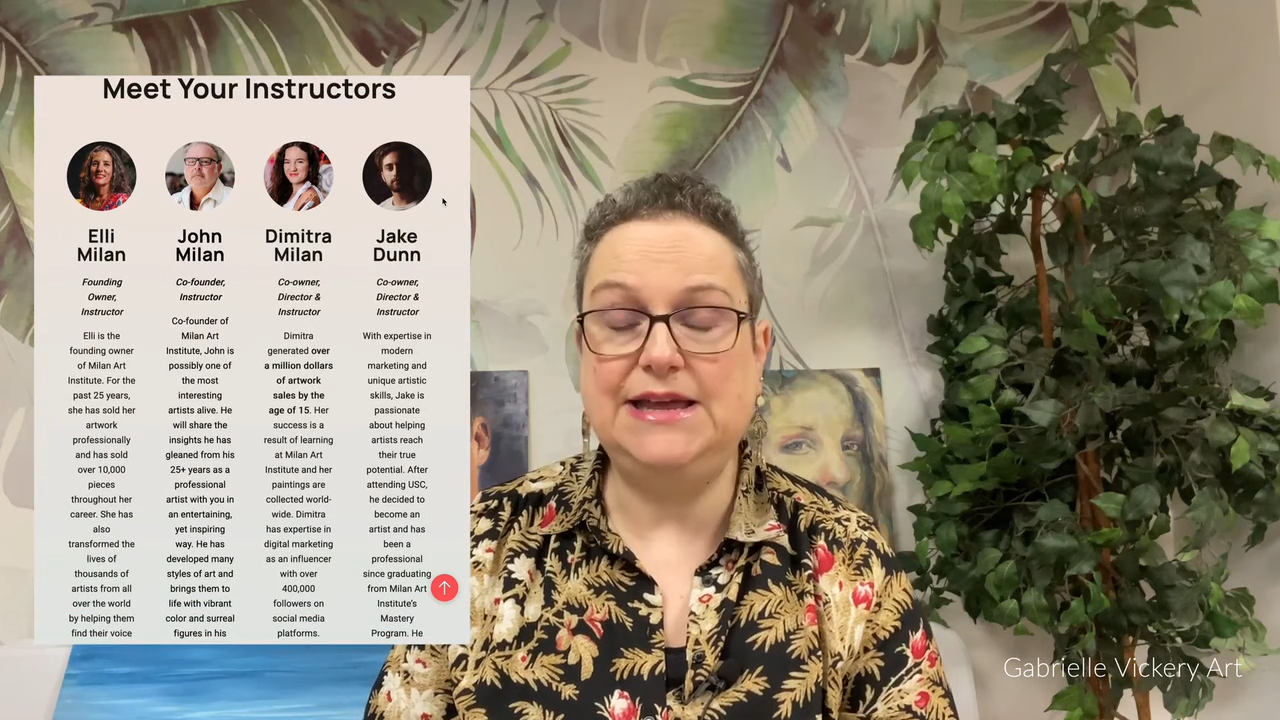 Meet Your Instructors
Elli
Milan
Founding
Owner,
Instructor
Elli is the
founding owner
of Milan Art
Institute. For the
past 25 years,
she has sold her
artwork
professionally
and has sold
over 10,000
pieces
throughout her
career. She has
also
transformed the
lives of
thousands of
artists from all
over the world
by helping them
find their voice
John
Milan
Co-founder,
Instructor
Co-founder of
Milan Art
Institute, John is
possibly one of
the most
interesting
artists alive. He
will share the
insights he has
gleaned from his
25+ years as a
professional
artist with you in
an entertaining,
yet inspiring
way. He has
developed many
styles of art and
brings them to
life with vibrant
color and surreal
figures in his
Dimitra
Milan
Co-owner,
Director &
Instructor
Dimitra
generated over
a million dollars
of artwork
sales by the
age of 15. Her
success is a
result of learning
at Milan Art
Institute and her
paintings are
collected world-
wide. Dimitra
has expertise in
digital marketing
as an influencer
with over
400,000
followers on
social media
platforms.
Jake
Dunn
Co-owner,
Director &
Instructor
With expertise in
modern
marketing and
unique artistic
skills, Jake is
passionate
about helping
artists reach
their true
potential. After
attending USC,
he decided to
become an
artist and has
been a
professional
since graduating
from Milan Art
Institute's
Mastery
Program. He
Gabrielle Vickery Art